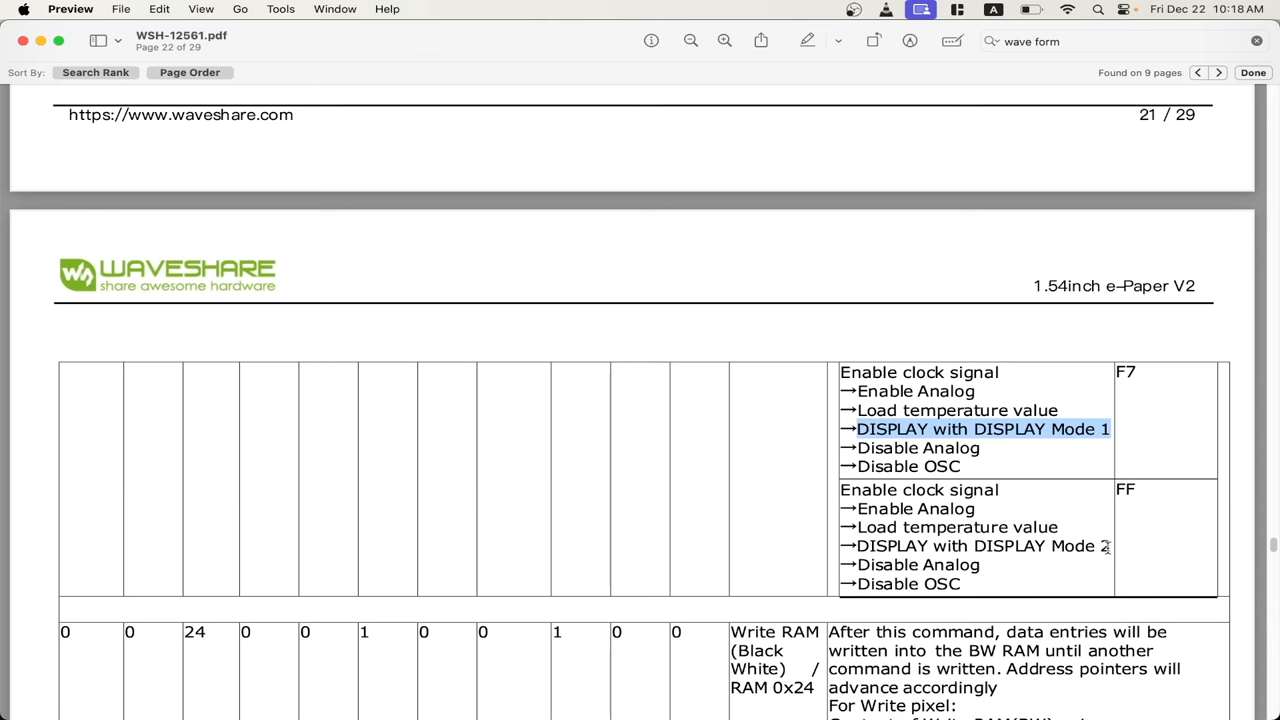 Preview File Edit View Go Tools Window Help A Fri Dec 22 10:18 AM
WSH-12561.pdf
Page 22 of 29
wave form
Sort By: Search Rank Page Order Found on 9 pages Done
https://www.waveshare.com 21 / 29
WAVESHARE
share awesome hardware
1.54inch e-Paper V2
Enable clock signal F7
→Enable Analog
→Load temperature value
→DISPLAY with DISPLAY Mode 1
→Disable Analog
→Disable OSC
Enable clock signal FF
→Enable Analog
→Load temperature value
→DISPLAY with DISPLAY Mode 2
→Disable Analog
→Disable OSC
0 0 24 0 0 1 0 0 1 0 0 Write RAM After this command, data entries will be
(Black written into the BW RAM until another
White) / command is written. Address pointers will
RAM 0x24 advance accordingly
For Write pixel: